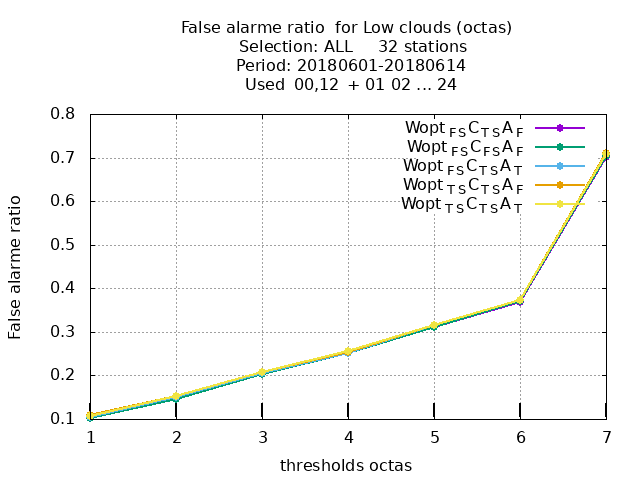 False alarme ratio  for Low clouds (octas)
Selection: ALL     32 stations
Period: 20180601-20180614
Used  00,12  + 01 02 ... 24
Wopt FS C TS A F
Wopt FS C FS A F
Wopt FS C TS A T
Wopt TS C TS A F
Wopt TS C TS A T
0.8
0.7
0.6
0.5
0.4
0.3
0.2
0.1
False alarme ratio
1 2 3 4 5 6 7
thresholds octas